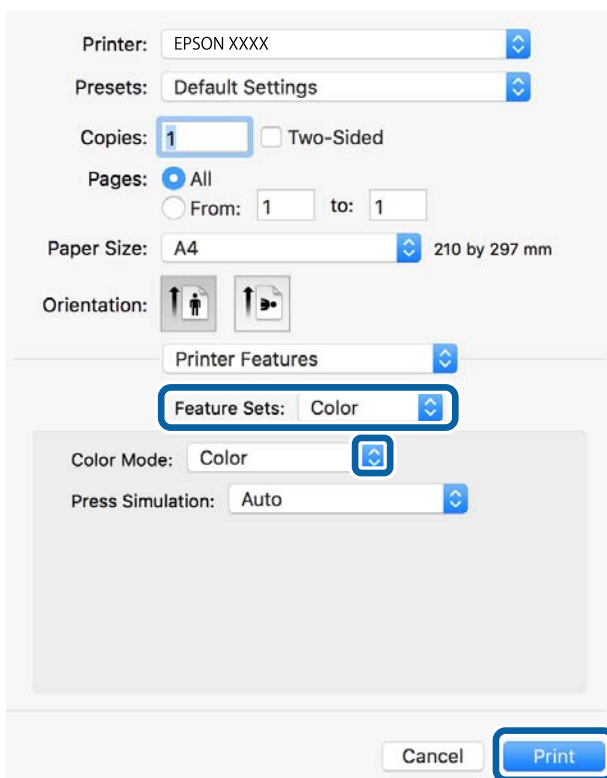 Printer: EPSON XXXX
Presets: Default Settings
Copies: 1 Two-Sided
Pages: All
From: 1 to: 1
Paper Size: A4 210 by 297 mm
Orientation:
Printer Features
Feature Sets: Color
Color Mode: Color
Press Simulation: Auto
Cancel Print